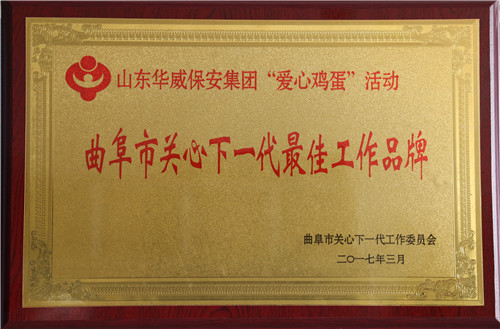 山东华威保安集团“爱心鸡蛋”活动
曲阜市关心下一代最佳工作品牌
曲阜市关心下一代工作委员会
二〇一七年三月